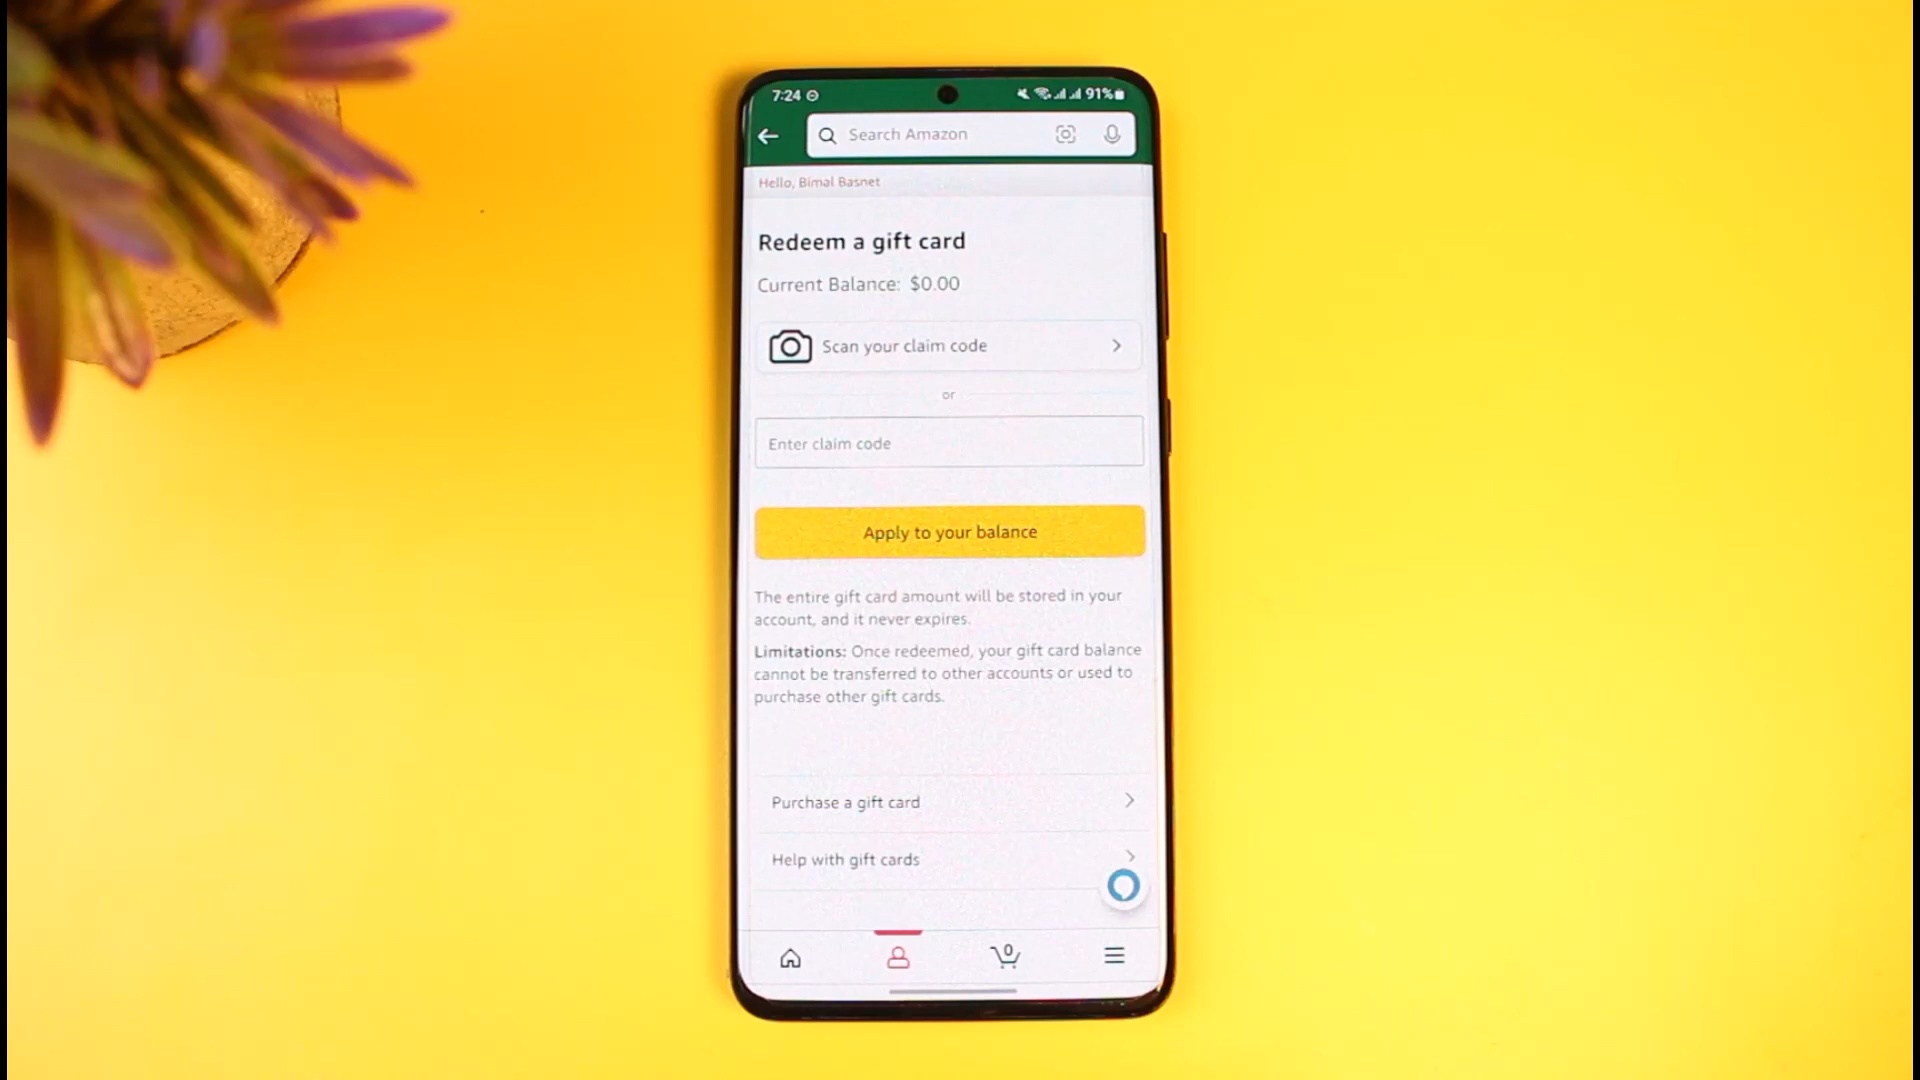 7:24
91%
Search Amazon
Hello, Bimal Basnet
Redeem a gift card
Current Balance: $0.00
Scan your claim code
or
Enter claim code
Apply to your balance
The entire gift card amount will be stored in your
account, and it never expires.
Limitations: Once redeemed, your gift card balance
cannot be transferred to other accounts or used to
purchase other gift cards.
Purchase a gift card
Help with gift cards
0